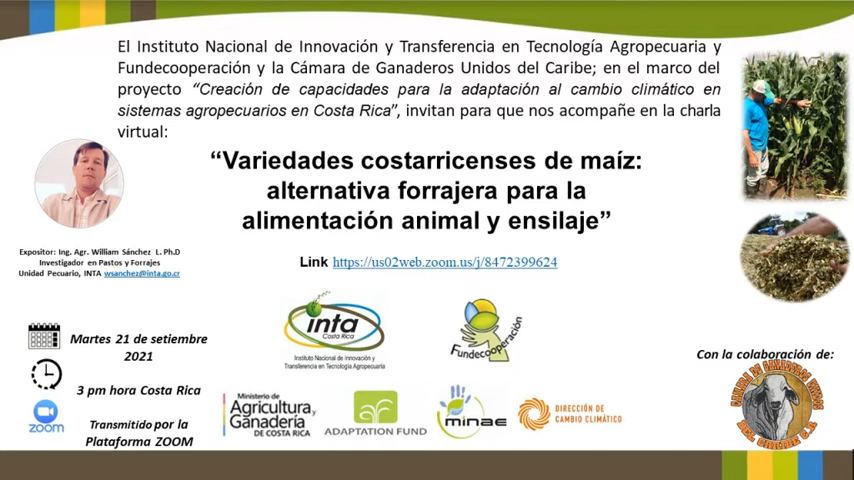 El Instituto Nacional de Innovación y Transferencia en Tecnología Agropecuaria y
Fundecooperación y la Cámara de Ganaderos Unidos del Caribe; en el marco del
proyecto “Creación de capacidades para la adaptación al cambio climático en
sistemas agropecuarios en Costa Rica”, invitan para que nos acompañe en la charla
virtual:
“Variedades costarricenses de maíz:
alternativa forrajera para la
alimentación animal y ensilaje”
Link https://us02web.zoom.us/j/8472399624
Expositor: Ing. Agr. William Sánchez L. Ph.D
Investigador en Pastos y Forrajes
Unidad Pecuario, INTA wsanchez@inta.go.cr
Martes 21 de setiembre
2021
3 pm hora Costa Rica
zoom
Transmitido por la
Plataforma ZOOM
inta
Costa Rica
Instituto Nacional de Innovación y
Transferencia en Tecnología Agropecuaria
Fundecooperación
Ministerio de
Agricultura y
Ganadería
DE COSTA RICA
ADAPTATION FUND
minae
DIRECCIÓN DE
CAMBIO CLIMÁTICO
Con la colaboración de:
CAMARA DE GANADEROS UNIDOS
DEL CARIBE C.R